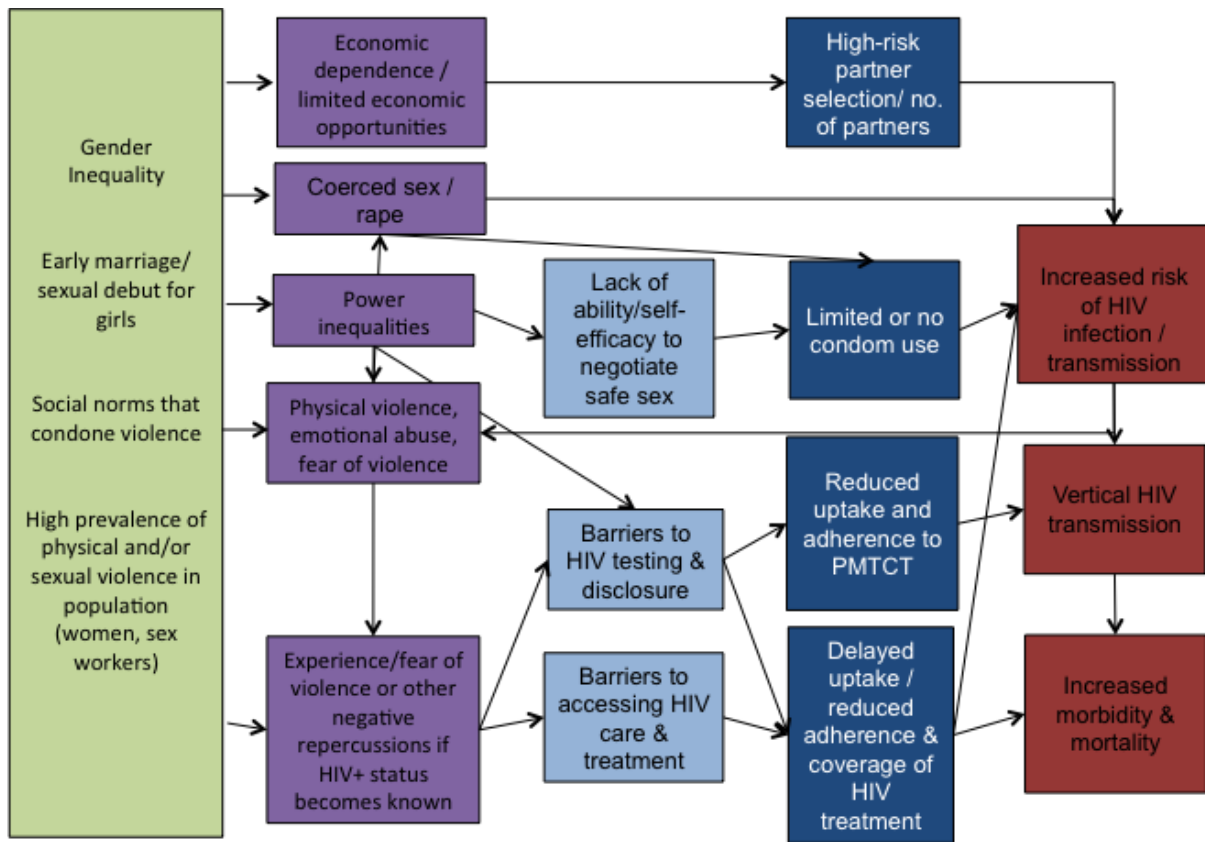 Gender
Inequality
Early marriage/
sexual debut for
girls
Social norms that
condone violence
High prevalence of
physical and/or
sexual violence in
population
(women, sex
workers)
Economic
dependence /
limited economic
opportunities
Coerced sex /
rape
Power
inequalities
Physical violence,
emotional abuse,
fear of violence
Experience/fear of
violence or other
negative
repercussions if
HIV+ status
becomes known
Lack of
ability/self-
efficacy to
negotiate
safe sex
Barriers to
HIV testing &
disclosure
Barriers to
accessing HIV
care &
treatment
High-risk
partner
selection/ no.
of partners
Limited or no
condom use
Reduced
uptake and
adherence to
PMTCT
Delayed
uptake /
reduced
adherence &
coverage of
HIV
treatment
Increased risk
of HIV
infection /
transmission
Vertical HIV
transmission
Increased
morbidity &
mortality